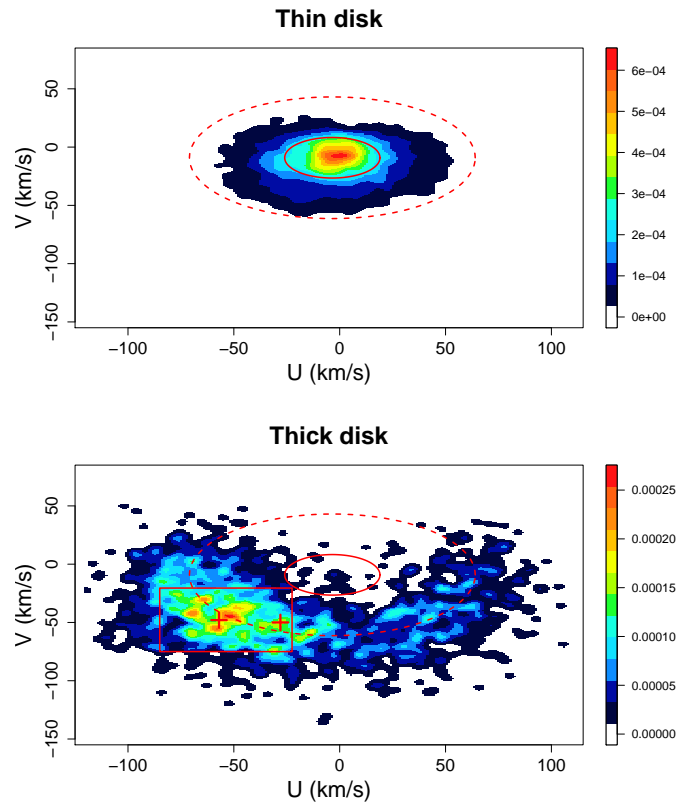 Thin disk
50
0
−50
−100
−150
V (km/s)
−100
−50
0
50
100
U (km/s)
6e−04
5e−04
4e−04
3e−04
2e−04
1e−04
0e+00
Thick disk
50
0
−50
−100
−150
V (km/s)
−100
−50
0
50
100
U (km/s)
0.00025
0.00020
0.00015
0.00010
0.00005
0.00000